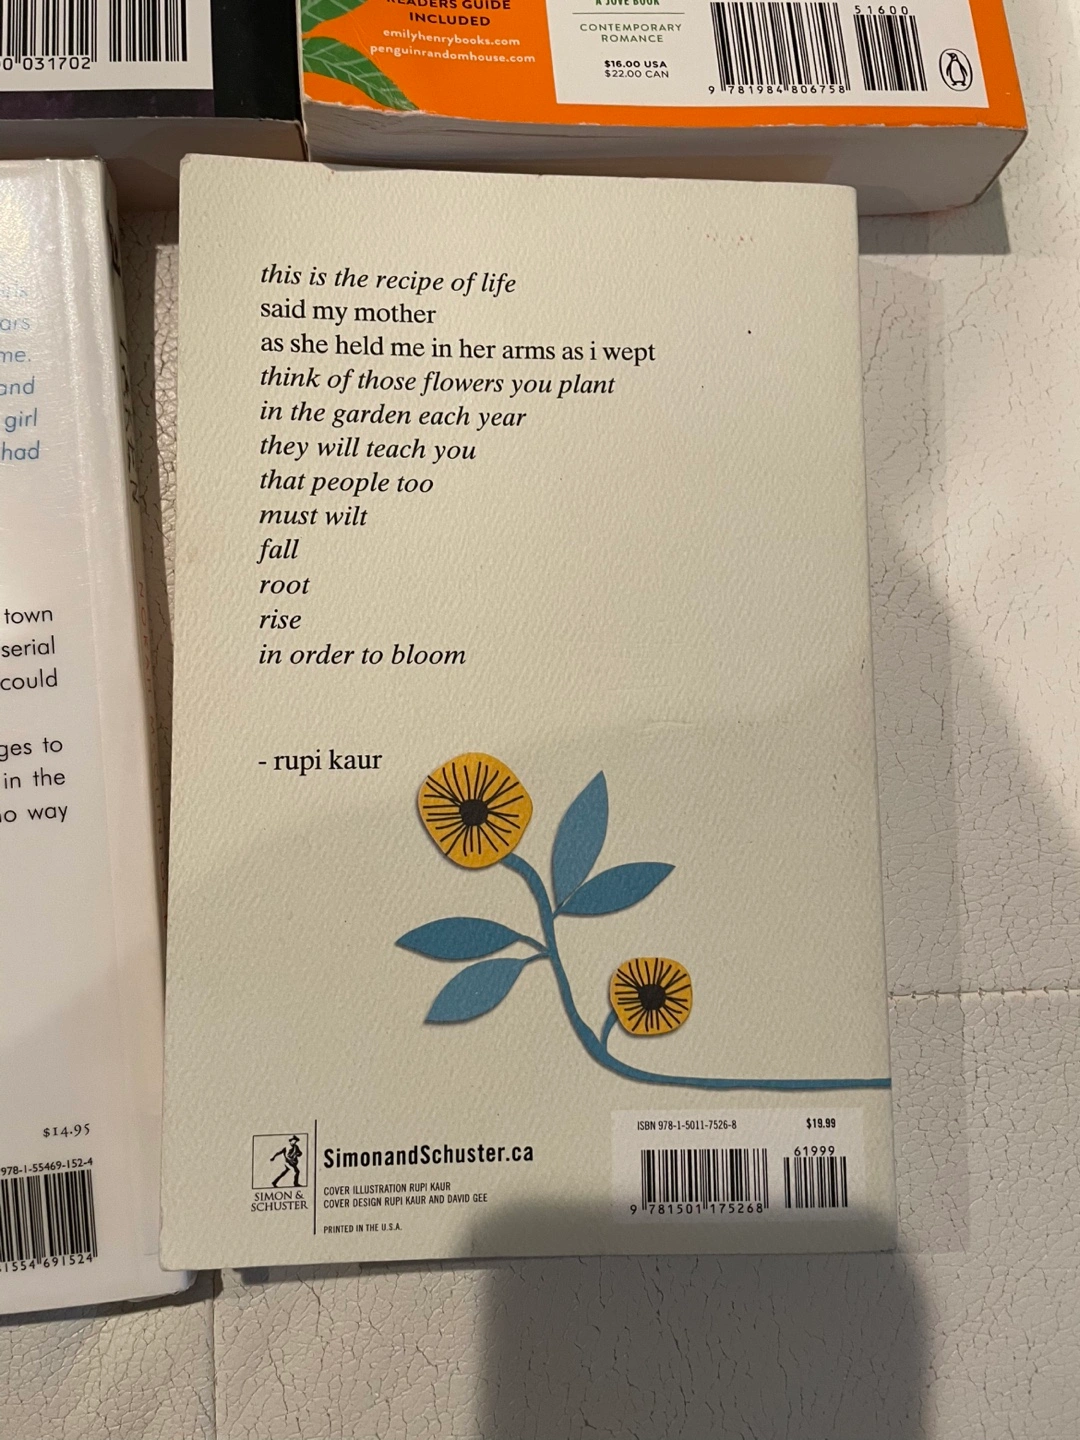 0"031702"
READERS GUIDE
INCLUDED
emilyhenrybooks.com
penguinrandomhouse.com
A JOVE BOOK
CONTEMPORARY
ROMANCE
$16.00 USA
$22.00 CAN
51600
9 781984 806758
ars
me.
and
girl
had
town
serial
could
to
in the
way
$14.95
978-1-55469-152-4
1554 691524
this is the recipe of life
said my mother
as she held me in her arms as i wept
think of those flowers you plant
in the garden each year
they will teach you
that people too
must wilt
fall
root
rise
in order to bloom
- rupi kaur
SIMON &
SCHUSTER
SimonandSchuster.ca
COVER ILLUSTRATION RUPI KAUR
COVER DESIGN RUPI KAUR AND DAVID GEE
PRINTED IN THE U.S.A.
ISBN 978-1-5011-7526-8 $19.99
61999
9 781501 175268